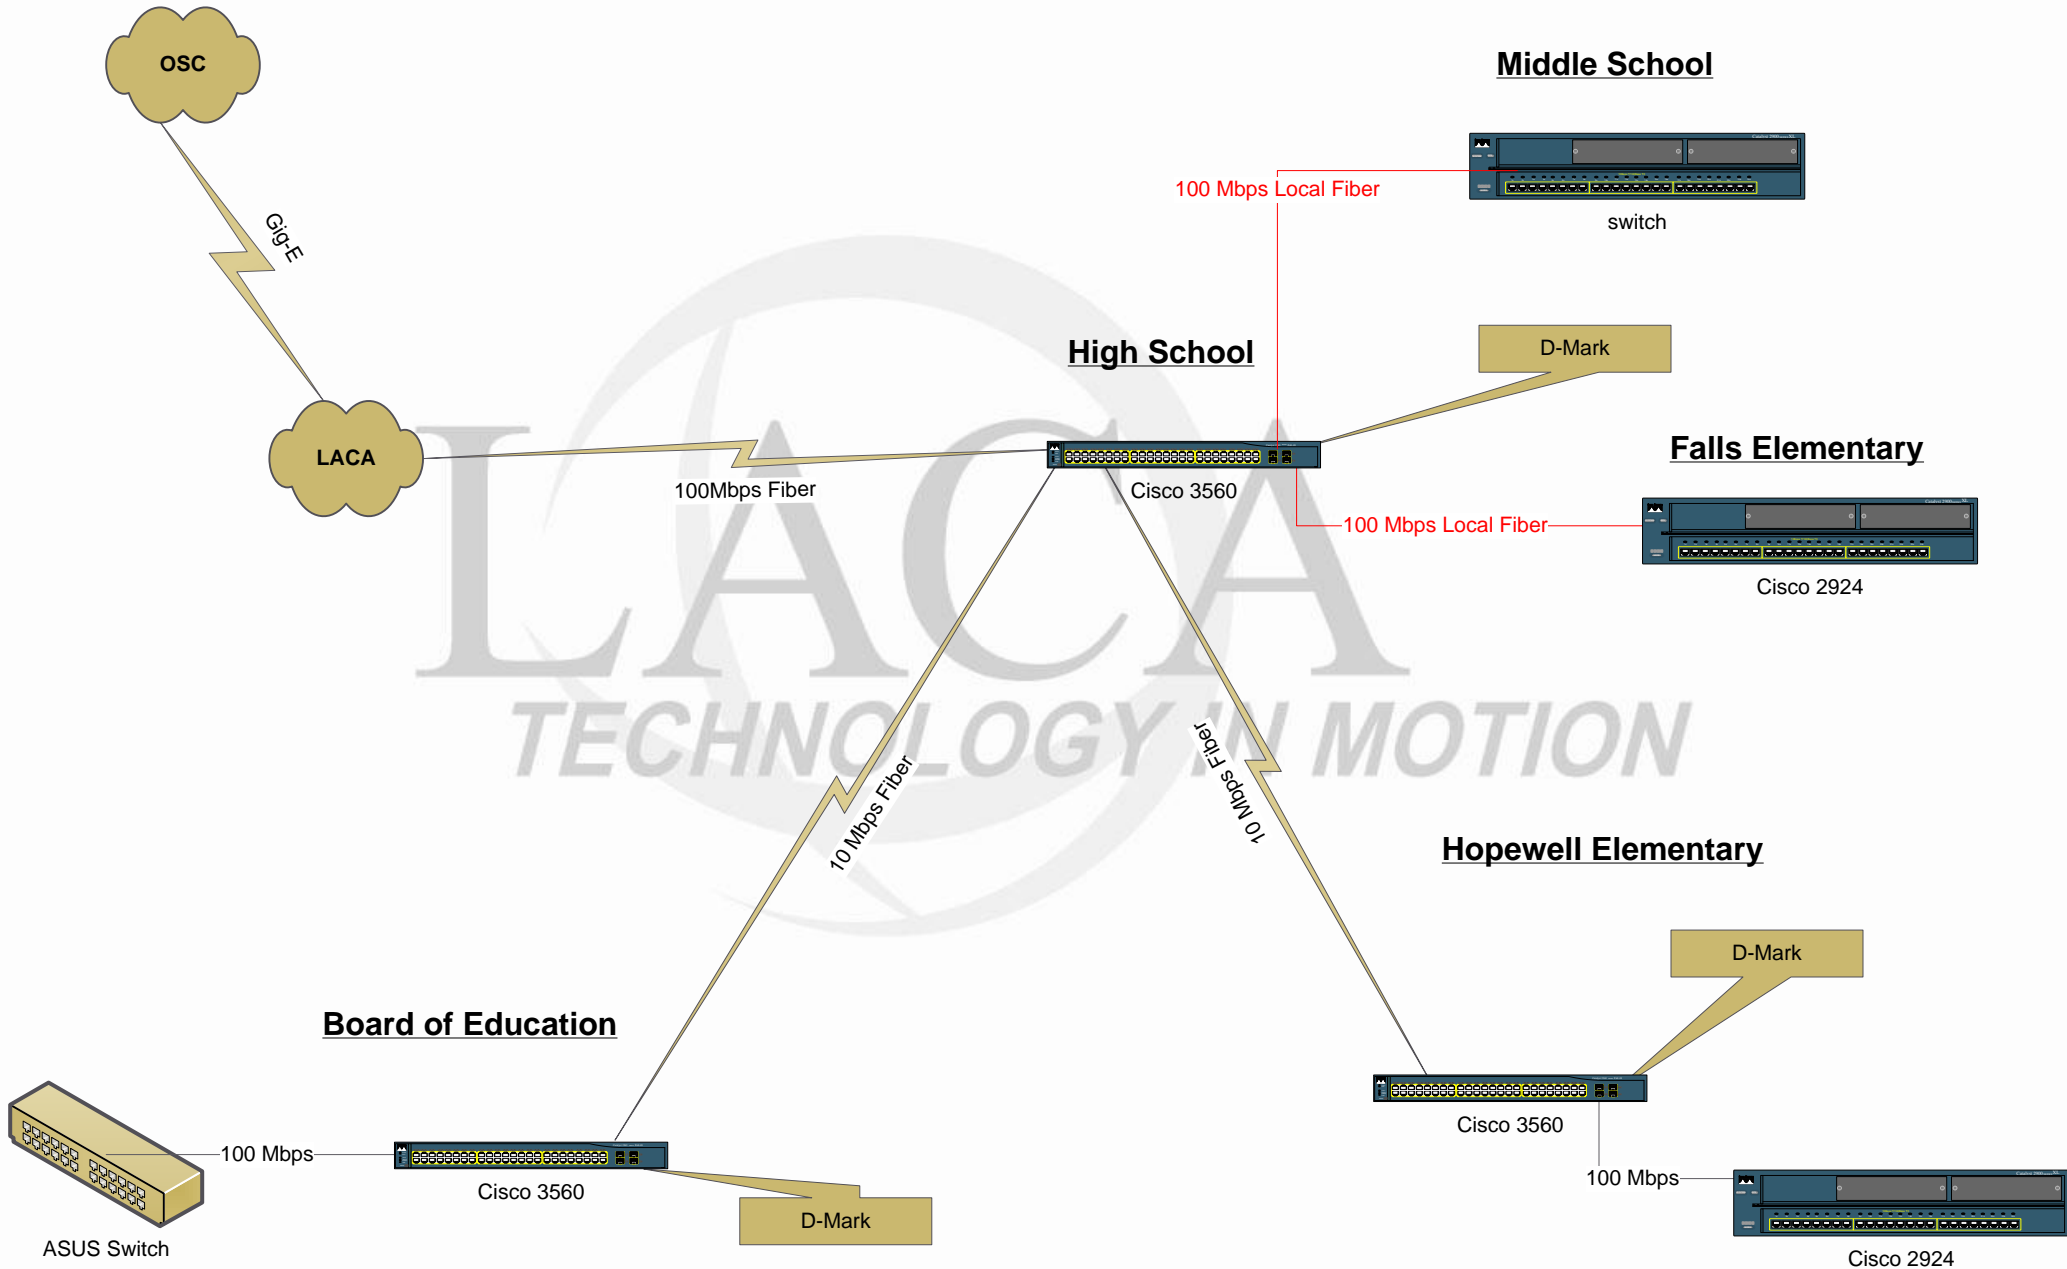 OSC
Middle School
Gig-E
100 Mbps Local Fiber
switch
High School
D-Mark
LACA
100Mbps Fiber
Cisco 3560
Falls Elementary
100 Mbps Local Fiber
Cisco 2924
LACA
TECHNOLOGY IN MOTION
10 Mbps Fiber
10 Mbps Fiber
Hopewell Elementary
D-Mark
Board of Education
Cisco 3560
100 Mbps
Cisco 3560
100 Mbps
D-Mark
ASUS Switch
Cisco 2924